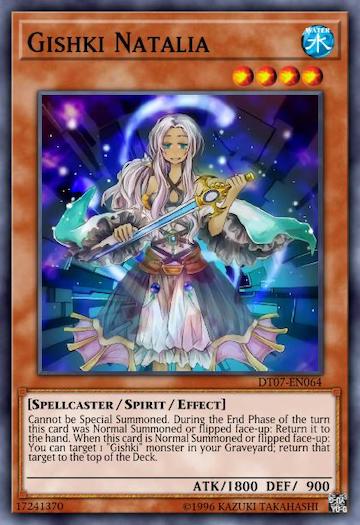 Gishki Natalia
WATER
水
DT07-EN064
[Spellcaster / Spirit / Effect]
Cannot be Special Summoned. During the End Phase of the turn
this card was Normal Summoned or flipped face-up: Return it to
the hand. When this card is Normal Summoned or flipped face-up:
You can target 1 "Gishki" monster in your Graveyard; return that
target to the top of the Deck.
ATK/1800 DEF/ 900
17241370
©1996 KAZUKI TAKAHASHI